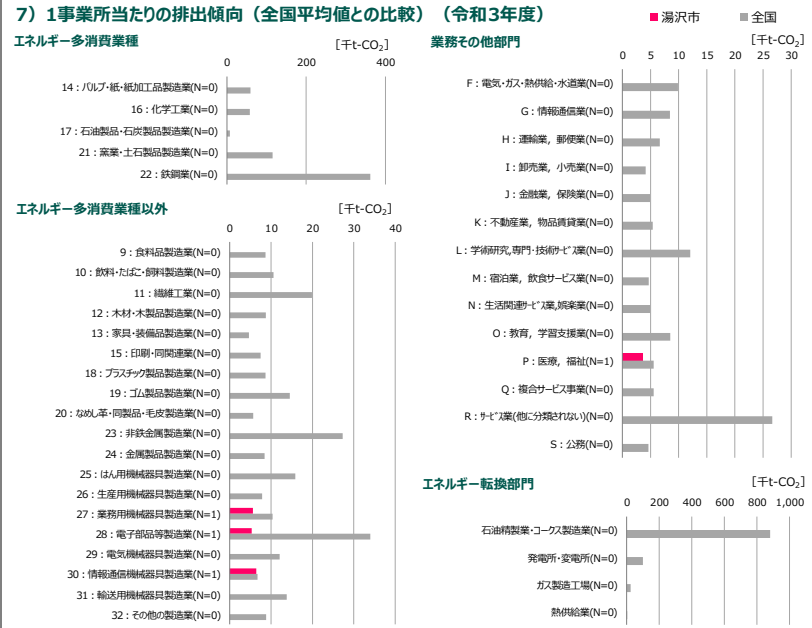 7）1事業所当たりの排出傾向（全国平均値との比較）（令和3年度）
湯沢市 全国
エネルギー多消費業種
[千t-CO2]
0 200 400
14：パルプ・紙・紙加工品製造業(N=0)
16：化学工業(N=0)
17：石油製品・石炭製品製造業(N=0)
21：窯業・土石製品製造業(N=0)
22：鉄鋼業(N=0)
エネルギー多消費業種以外
[千t-CO2]
0 10 20 30 40
9：食料品製造業(N=0)
10：飲料・たばこ・飼料製造業(N=0)
11：繊維工業(N=0)
12：木材・木製品製造業(N=0)
13：家具・装備品製造業(N=0)
15：印刷・同関連業(N=0)
18：プラスチック製品製造業(N=0)
19：ゴム製品製造業(N=0)
20：なめし革・同製品・毛皮製造業(N=0)
23：非鉄金属製造業(N=0)
24：金属製品製造業(N=0)
25：はん用機械器具製造業(N=0)
26：生産用機械器具製造業(N=0)
27：業務用機械器具製造業(N=1)
28：電子部品等製造業(N=1)
29：電気機械器具製造業(N=0)
30：情報通信機械器具製造業(N=1)
31：輸送用機械器具製造業(N=0)
32：その他の製造業(N=0)
業務その他部門
[千t-CO2]
0 5 10 15 20 25 30
F：電気・ガス・熱供給・水道業(N=0)
G：情報通信業(N=0)
H：運輸業，郵便業(N=0)
I：卸売業，小売業(N=0)
J：金融業，保険業(N=0)
K：不動産業，物品賃貸業(N=0)
L：学術研究,専門・技術サービス業(N=0)
M：宿泊業，飲食サービス業(N=0)
N：生活関連サービス業,娯楽業(N=0)
O：教育，学習支援業(N=0)
P：医療，福祉(N=1)
Q：複合サービス事業(N=0)
R：サービス業(他に分類されない)(N=0)
S：公務(N=0)
エネルギー転換部門
[千t-CO2]
0 200 400 600 800 1,000
石油精製業・コークス製造業(N=0)
発電所・変電所(N=0)
ガス製造工場(N=0)
熱供給業(N=0)